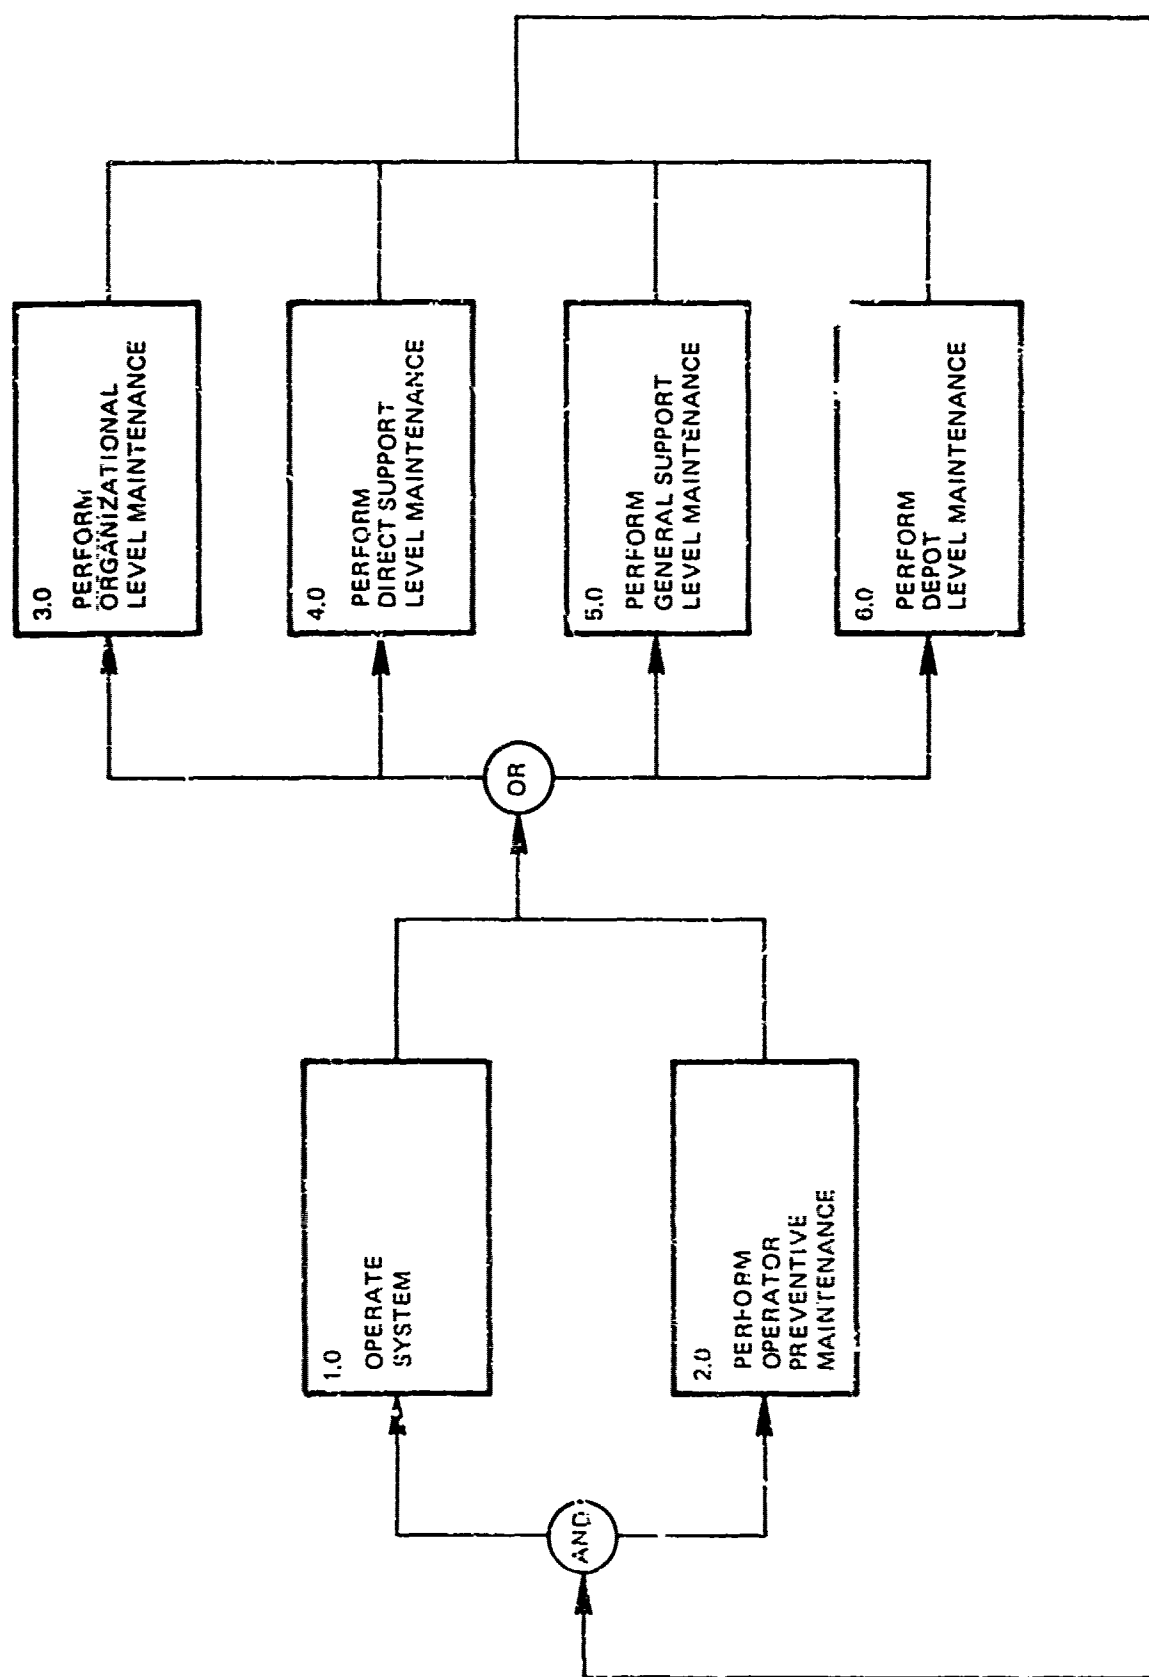 AND
1.0
OPERATE
SYSTEM
2.0
PERFORM
OPERATOR
PREVENTIVE
MAINTENANCE
OR
3.0
PERFORM
ORGANIZATIONAL
LEVEL MAINTENANCE
4.0
PERFORM
DIRECT SUPPORT
LEVEL MAINTENANCE
5.0
PERFORM
GENERAL SUPPORT
LEVEL MAINTENANCE
6.0
PERFORM
DEPOT
LEVEL MAINTENANCE